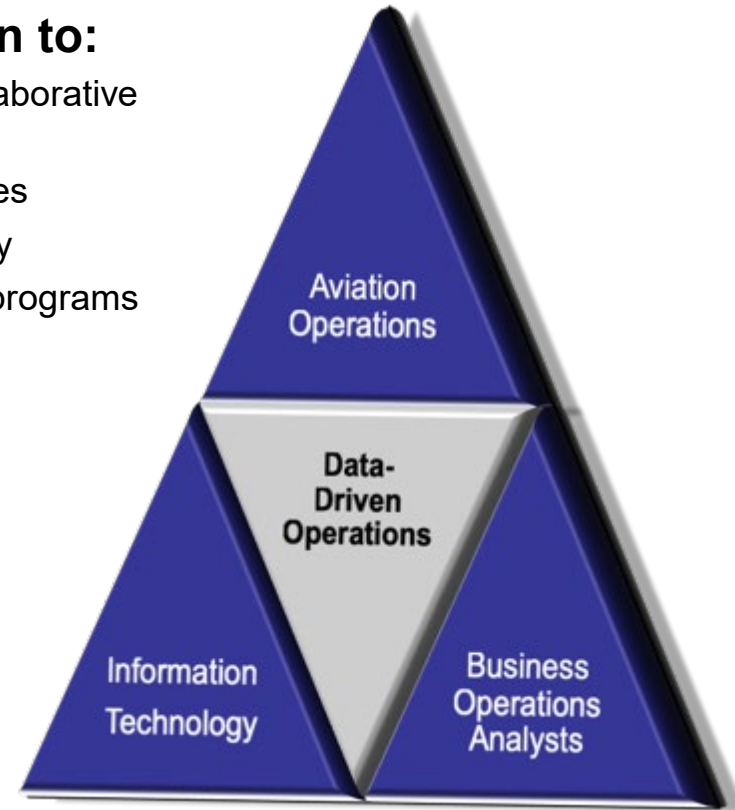 n to:
aborative
es
y
programs
Aviation
Operations
Data-
Driven
Operations
Information
Technology
Business
Operations
Analysts